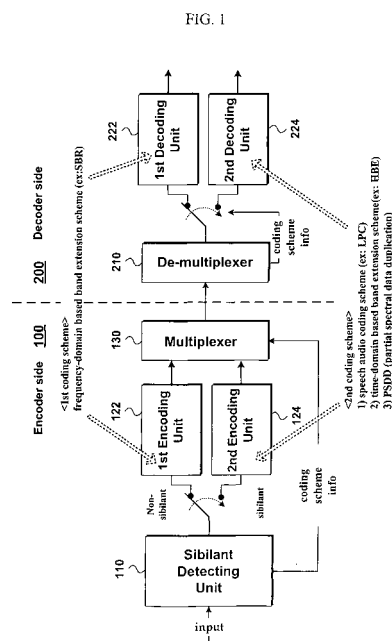 FIG. 1
Encoder side 100
200 Decoder side
<1st coding scheme>
frequency-domain based band extension scheme (ex:SBR)
input
110
Sibilant
Detecting
Unit
Non-
sibilant
sibilant
122
1st Encoding
Unit
2nd Encoding
Unit
124
coding
scheme
info
130
Multiplexer
210
De-multiplexer
coding
scheme
info
222
1st Decoding
Unit
2nd Decoding
Unit
224
<2nd coding scheme>
1) speech audio coding scheme (ex: LPC)
2) time-domain based band extension scheme(ex: HBE)
3) PSDD (partial spectral data duplication)